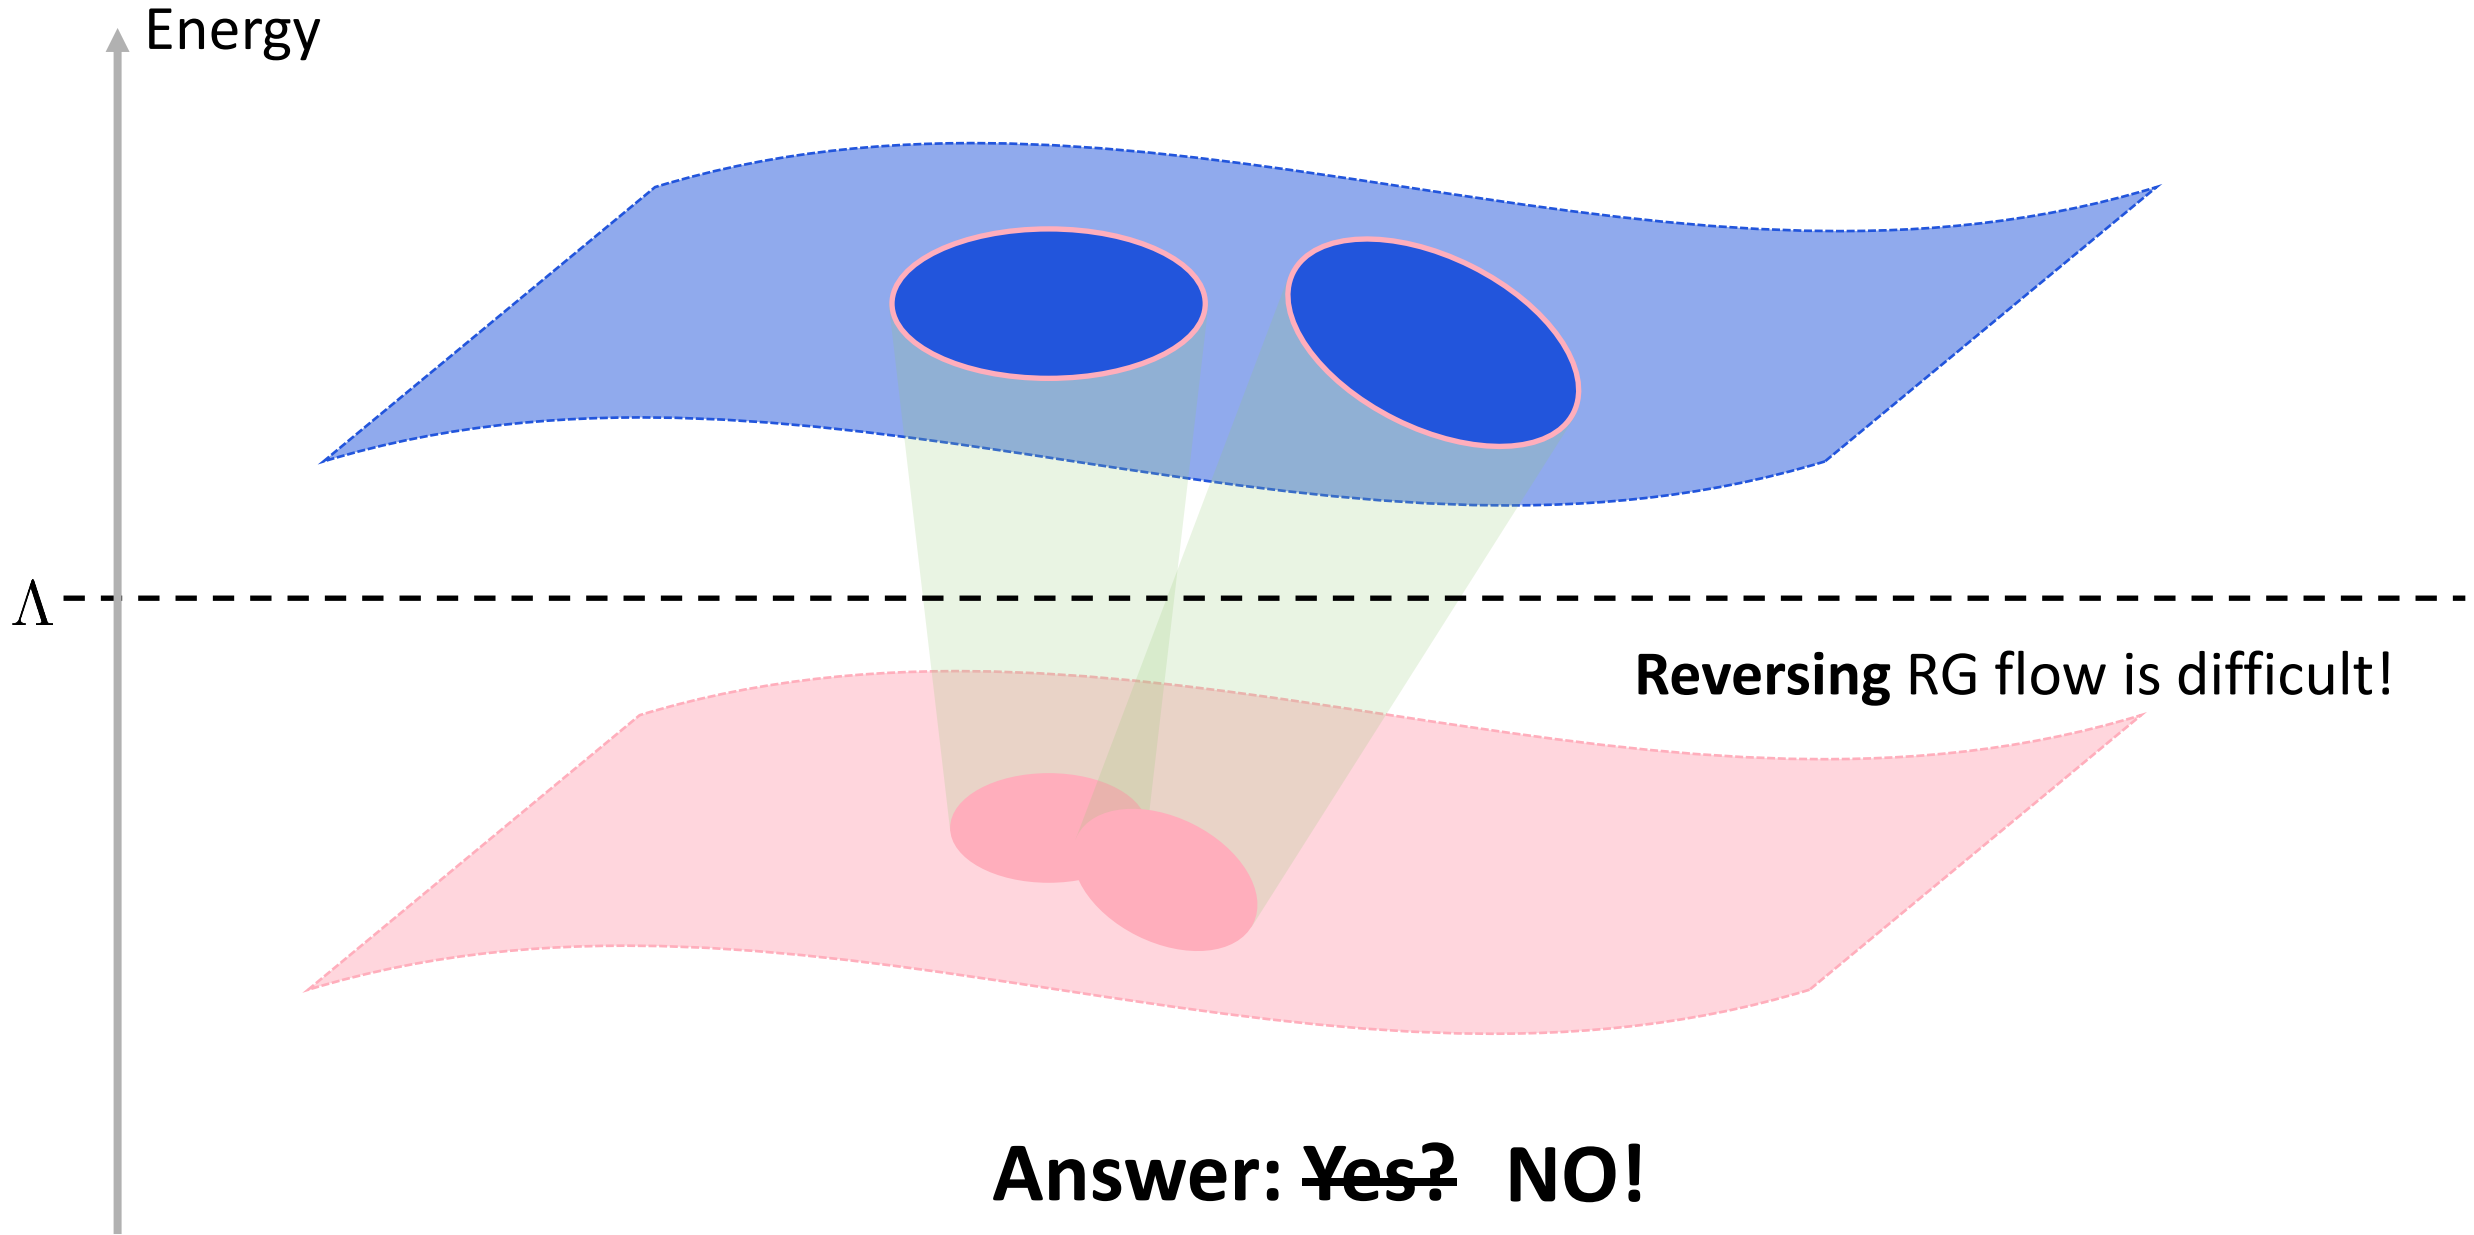 Energy
Λ
Reversing RG flow is difficult!
Answer: Yes? NO!